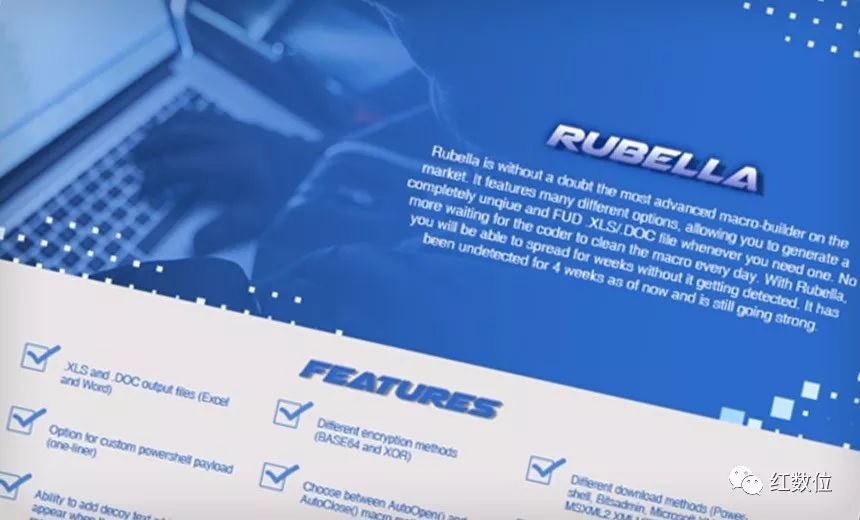 RUBELLA
Rubella is without a doubt the most advanced macro-builder on the
market. It features many different options, allowing you to generate a
completely unqiue and FUD .XLS/.DOC file whenever you need one. No
more waiting for the coder to clean the macro every day. With Rubella,
you will be able to spread for weeks without it getting detected. It has
been undetected for 4 weeks as of now and is still going strong.
FEATURES
.XLS and .DOC output files (Excel
and Word)
Option for custom powershell payload
(one-liner)
Ability to add decoy text
appear when
Different encryption methods
(BASE64 and XOR)
Choose between AutoOpen() and
AutoClose() macro
Different download methods (Power-
shell, Bitsadmin, Microsoft
MSXML2.XML
红数位